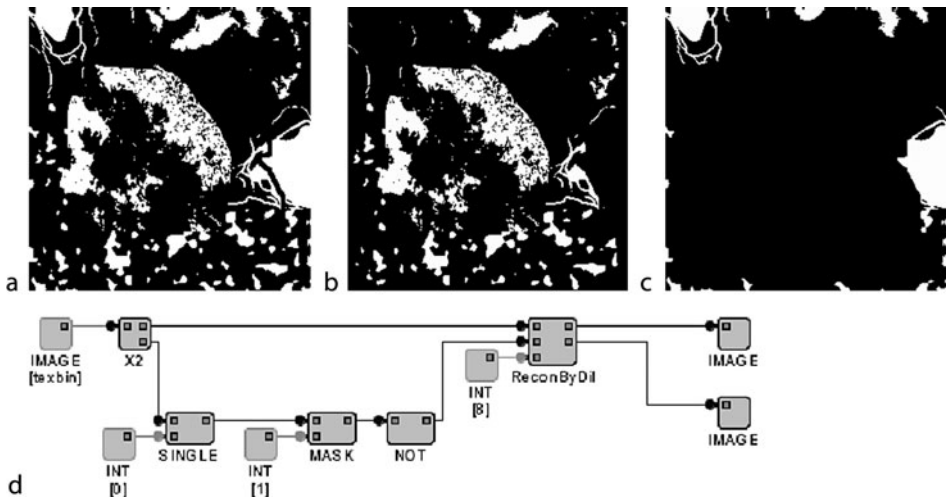 a
b
c
IMAGE
[texbin]
X2
INT
[8]
ReconByDil
IMAGE
IMAGE
INT
[0]
SINGLE
INT
[1]
MASK
NOT
d